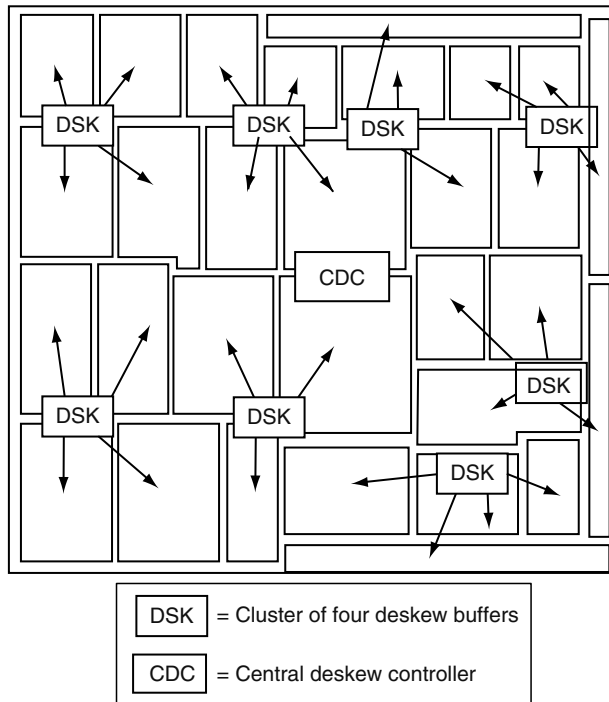 DSK DSK DSK DSK
CDC
DSK
DSK DSK
DSK
DSK = Cluster of four deskew buffers
CDC = Central deskew controller